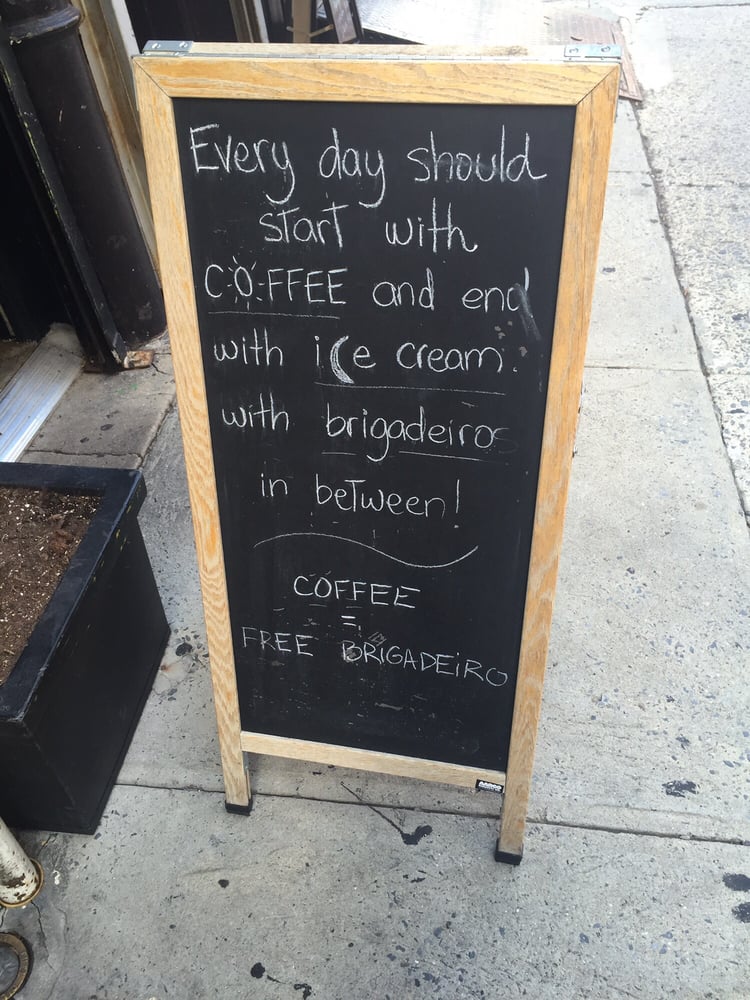 Every day should
start with
COFFEE and end
with ice cream.
with brigadeiros
in between!
COFFEE
=
FREE BRIGADEIRO